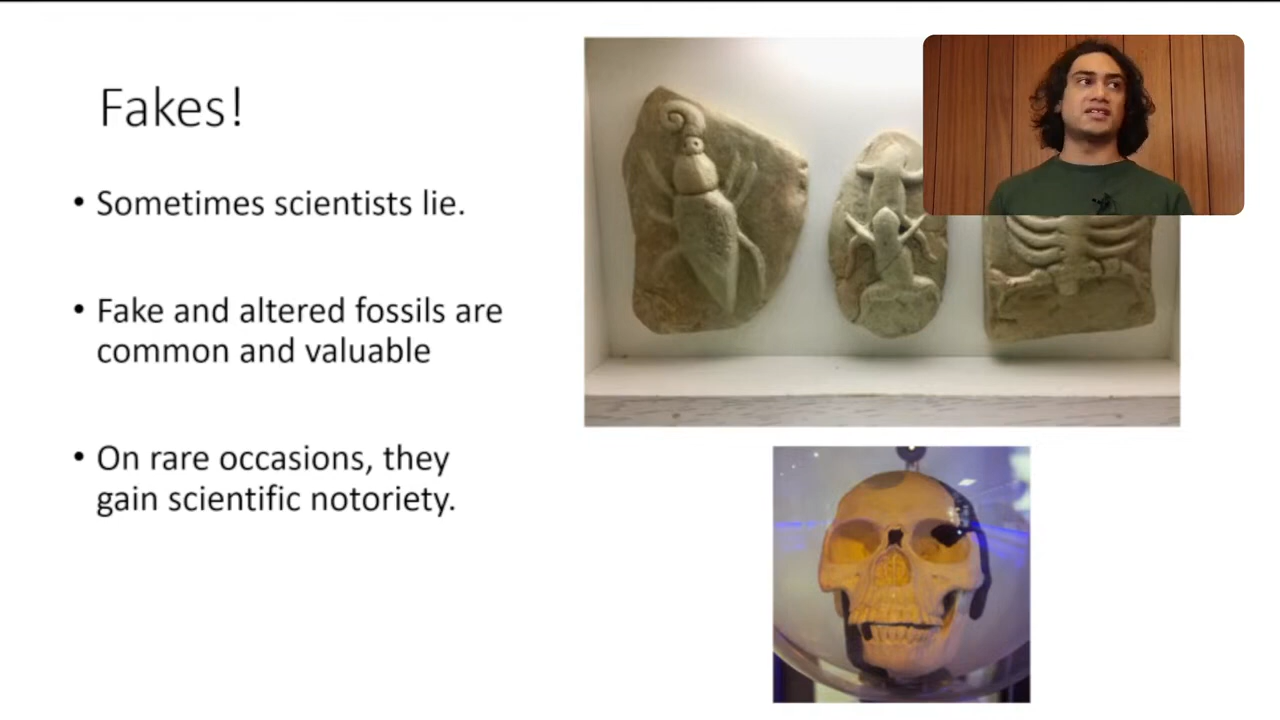 Fakes!
• Sometimes scientists lie.
• Fake and altered fossils are
common and valuable
• On rare occasions, they
gain scientific notoriety.